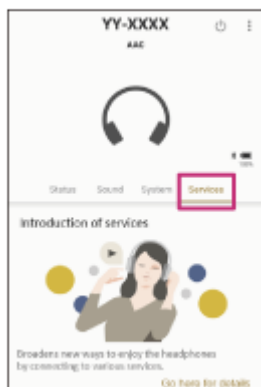 YY-XXXX
AAC
100%
Status Sound System Services
Introduction of services
Broadens new ways to enjoy the headphones
by connecting to various services.
Go here for details